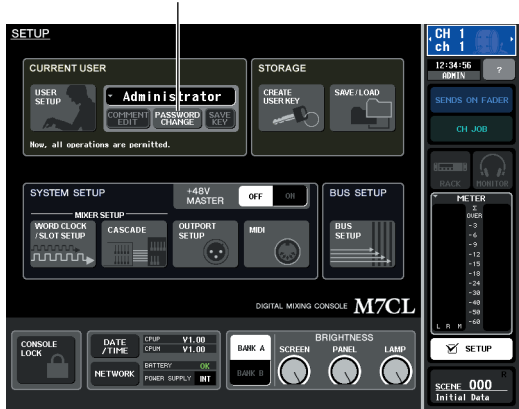 SETUP
CURRENT USER
USER SETUP
Administrator
COMMENT EDIT
PASSWORD CHANGE
SAVE KEY
Now, all operations are permitted.
STORAGE
CREATE USER KEY
SAVE/LOAD
SYSTEM SETUP
+48V MASTER
OFF
ON
MIXER SETUP
WORD CLOCK /SLOT SETUP
CASCADE
OUTPORT SETUP
MIDI
BUS SETUP
BUS SETUP
DIGITAL MIXING CONSOLE M7CL
CONSOLE LOCK
DATE /TIME
CPUP V1.00
CPUM V1.00
NETWORK
BATTERY OK
POWER SUPPLY INT
BANK A
BANK B
BRIGHTNESS
SCREEN
PANEL
LAMP
CH 1
ch 1
12:34:56
ADMIN
?
SENDS ON FADER
CH JOB
RACK
MONITOR
METER
Σ
OVER
-3
-6
-9
-12
-15
-18
-24
-30
-40
-50
-60
L R M
SETUP
R
SCENE 000
Initial Data